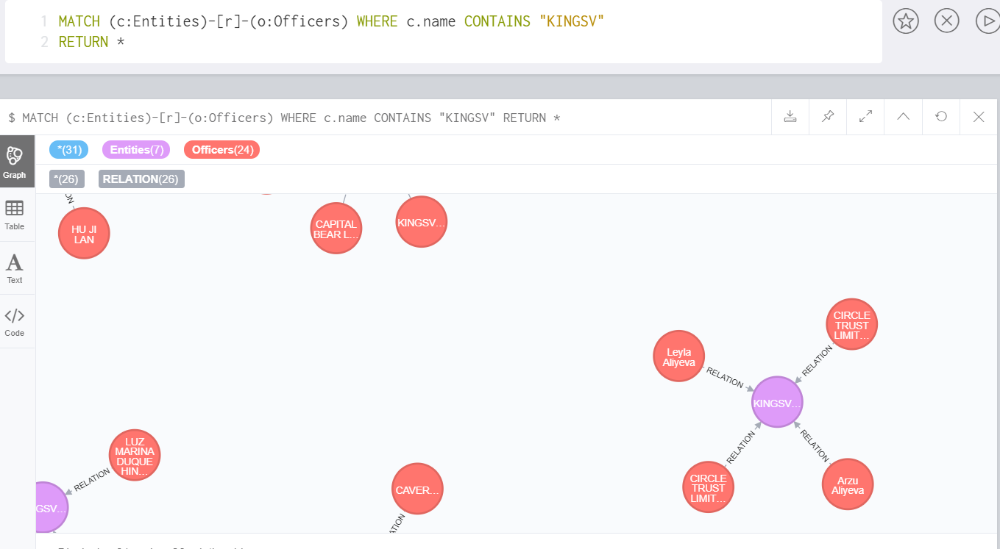 1 MATCH (c:Entities)-[r]-(o:Officers) WHERE c.name CONTAINS "KINGSV"
2 RETURN *
$ MATCH (c:Entities)-[r]-(o:Officers) WHERE c.name CONTAINS "KINGSV" RETURN *
Graph
*(31) Entities(7) Officers(24)
*(26) RELATION(26)
Table
Text
Code
ON
HU JI
LAN
CAPITAL
BEAR L...
KINGSV...
CIRCLE
TRUST
LIMIT...
Leyla
Aliyeva
RELATION
RELATION
KINGSV...
RELATION
RELATION
LUZ
MARINA
DUQUE
HIN...
RELATION
GSV...
CAVER...
ATION
CIRCLE
TRUST
LIMIT...
Arzu
Aliyeva